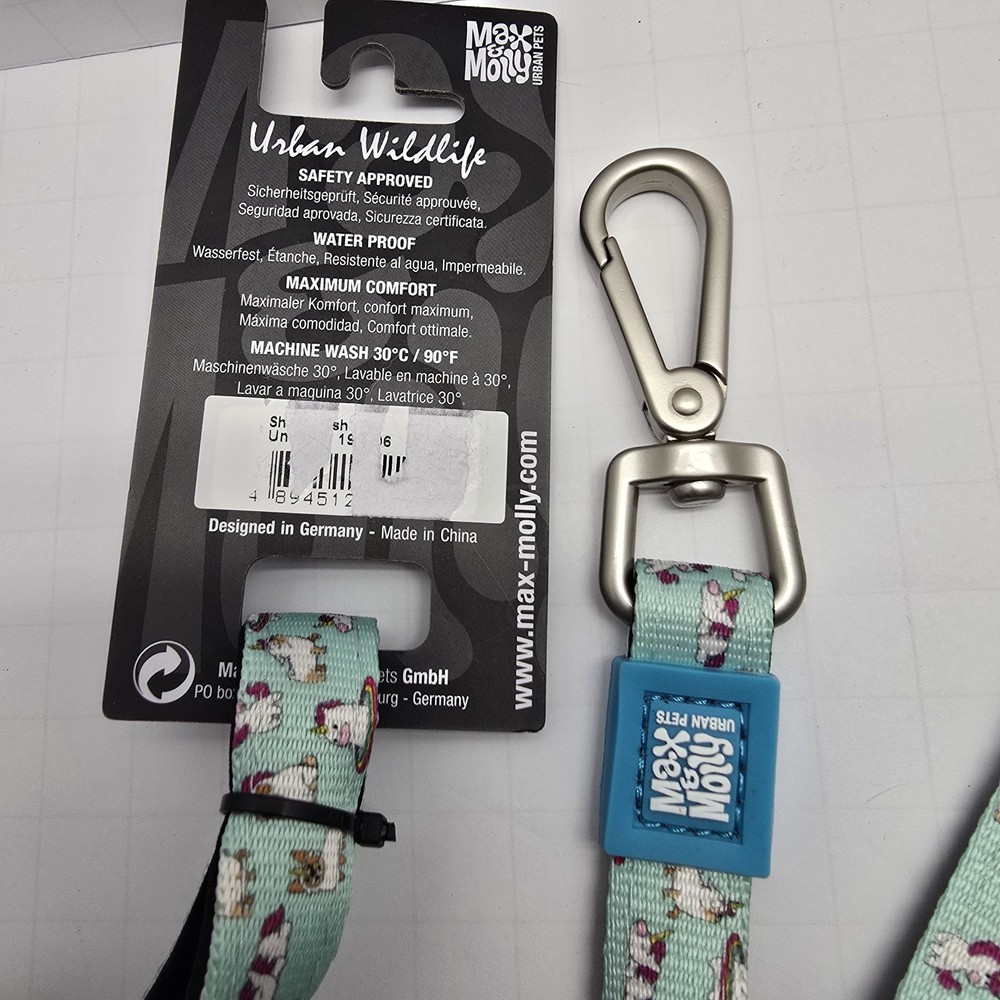 Max
&
Molly
URBAN PETS
Urban Wildlife
SAFETY APPROVED
Sicherheitsgeprüft, Sécurité approuvée,
Seguridad aprovada, Sicurezza certificata.
WATER PROOF
Wasserfest, Étanche, Resistente al agua, Impermeabile.
MAXIMUM COMFORT
Maximaler Komfort, confort maximum,
Máxima comodidad, Comfort ottimale.
MACHINE WASH 30°C / 90°F
Maschinenwäsche 30°, Lavable en machine à 30°,
Lavar a maquina 30°, Lavatrice 30°.
4 894512
Designed in Germany - Made in China
www.max-molly.com
GmbH
PO - Germany
Max
&
Molly
URBAN PETS